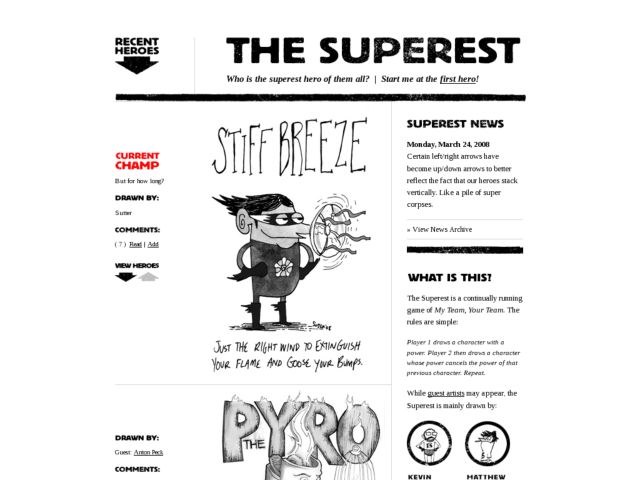 RECENT
HEROES
THE SUPEREST
Who is the superest hero of them all? | Start me at the first hero!
CURRENT
CHAMP
But for how long?
DRAWN BY:
Sutter
COMMENTS:
( 7 ) Read | Add
VIEW HEROES
STIFF BREEZE
JUST THE RIGHT WIND TO EXTINGUISH
YOUR FLAME AND GOOSE YOUR BUMPS.
DRAWN BY:
Guest: Anton Peck
COMMENTS:
THE PYRO
SUPEREST NEWS
Monday, March 24, 2008
Certain left/right arrows have
become up/down arrows to better
reflect the fact that our heroes stack
vertically. Like a pile of super
corpses.
» View News Archive
WHAT IS THIS?
The Superest is a continually running
game of My Team, Your Team. The
rules are simple:
Player 1 draws a character with a
power. Player 2 then draws a character
whose power cancels the power of that
previous character. Repeat.
While guest artists may appear, the
Superest is mainly drawn by:
KEVIN
MATTHEW